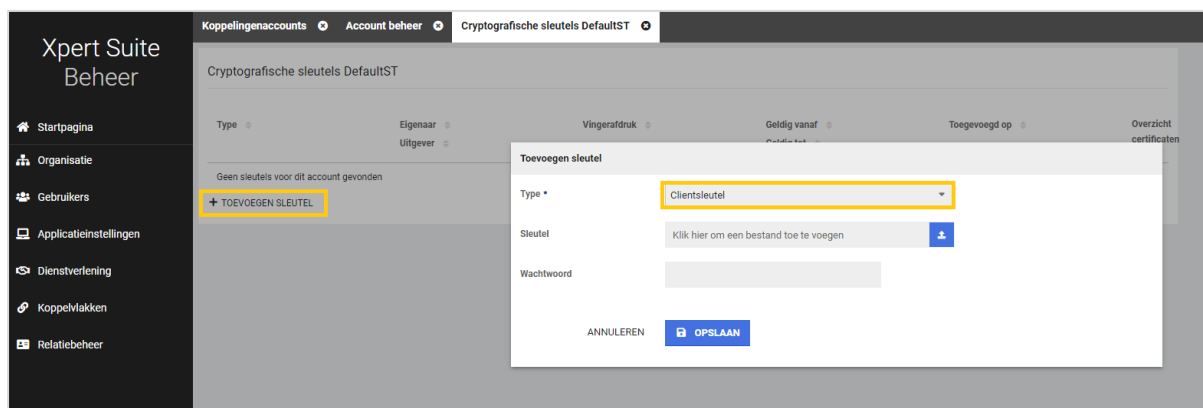 Xpert Suite
Beheer
Startpagina
Organisatie
Gebruikers
Applicatieinstellingen
Dienstverlening
Koppelvlakken
Relatiebeheer
Koppelingenaccounts Account beheer Cryptografische sleutels DefaultST
Cryptografische sleutels DefaultST
Type Eigenaar Vingerafdruk Geldig vanaf Toegevoegd op Overzicht
Uitgever Geldig tot certificaten
Geen sleutels voor dit account gevonden
+ TOEVOEGEN SLEUTEL
Toevoegen sleutel
Type * Clientsleutel
Sleutel Klik hier om een bestand toe te voegen
Wachtwoord
ANNULEREN OPSLAAN